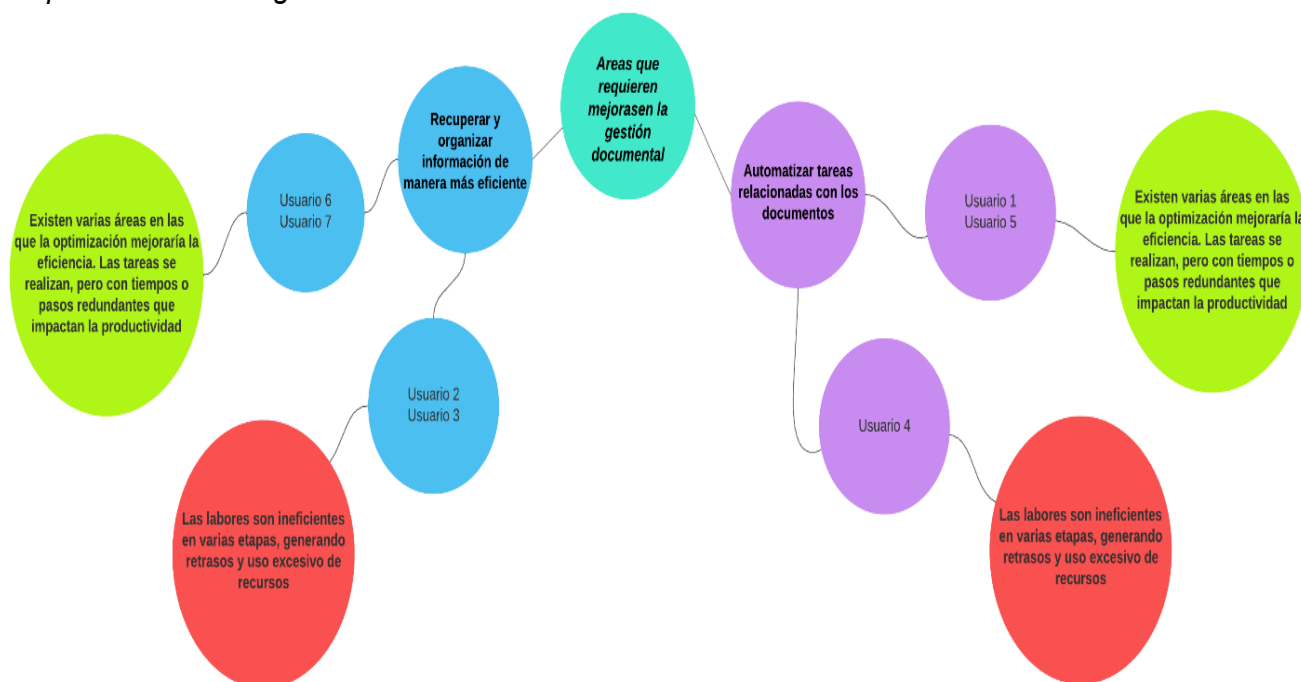 Areas que
requieren
mejorasen la
gestión
documental
Recuperar y
organizar
información de
manera más eficiente
Usuario 6
Usuario 7
Existen varias áreas en las
que la optimización mejoraría la
eficiencia. Las tareas se
realizan, pero con tiempos o
pasos redundantes que
impactan la productividad
Usuario 2
Usuario 3
Las labores son ineficientes
en varias etapas, generando
retrasos y uso excesivo de
recursos
Automatizar tareas
relacionadas con los
documentos
Usuario 1
Usuario 5
Existen varias áreas en las
que la optimización mejoraría la
eficiencia. Las tareas se
realizan, pero con tiempos o
pasos redundantes que
impactan la productividad
Usuario 4
Las labores son ineficientes
en varias etapas, generando
retrasos y uso excesivo de
recursos